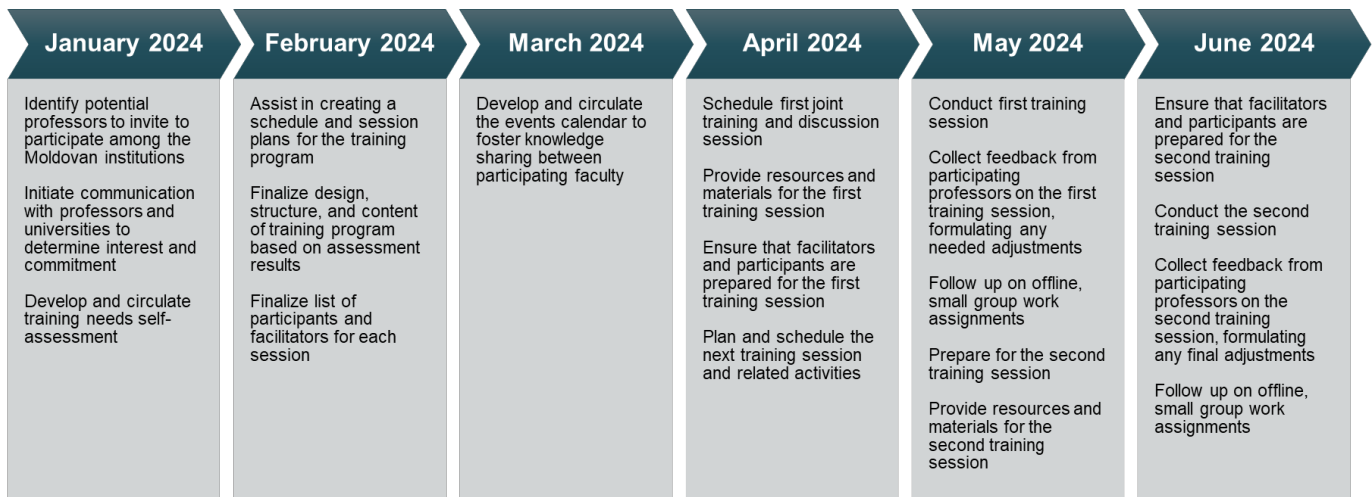 January 2024
Identify potential
professors to invite to
participate among the
Moldovan institutions
Initiate communication
with professors and
universities to
determine interest and
commitment
Develop and circulate
training needs self-
assessment
February 2024
Assist in creating a
schedule and session
plans for the training
program
Finalize design,
structure, and content
of training program
based on assessment
results
Finalize list of
participants and
facilitators for each
session
March 2024
Develop and circulate
the events calendar to
foster knowledge
sharing between
participating faculty
April 2024
Schedule first joint
training and discussion
session
Provide resources and
materials for the first
training session
Ensure that facilitators
and participants are
prepared for the first
training session
Plan and schedule the
next training session
and related activities
May 2024
Conduct first training
session
Collect feedback from
participating
professors on the first
training session,
formulating any
needed adjustments
Follow up on offline,
small group work
assignments
Prepare for the second
training session
Provide resources and
materials for the
second training
session
June 2024
Ensure that facilitators
and participants are
prepared for the
second training
session
Conduct the second
training session
Collect feedback from
participating
professors on the
second training
session, formulating
any final adjustments
Follow up on offline,
small group work
assignments